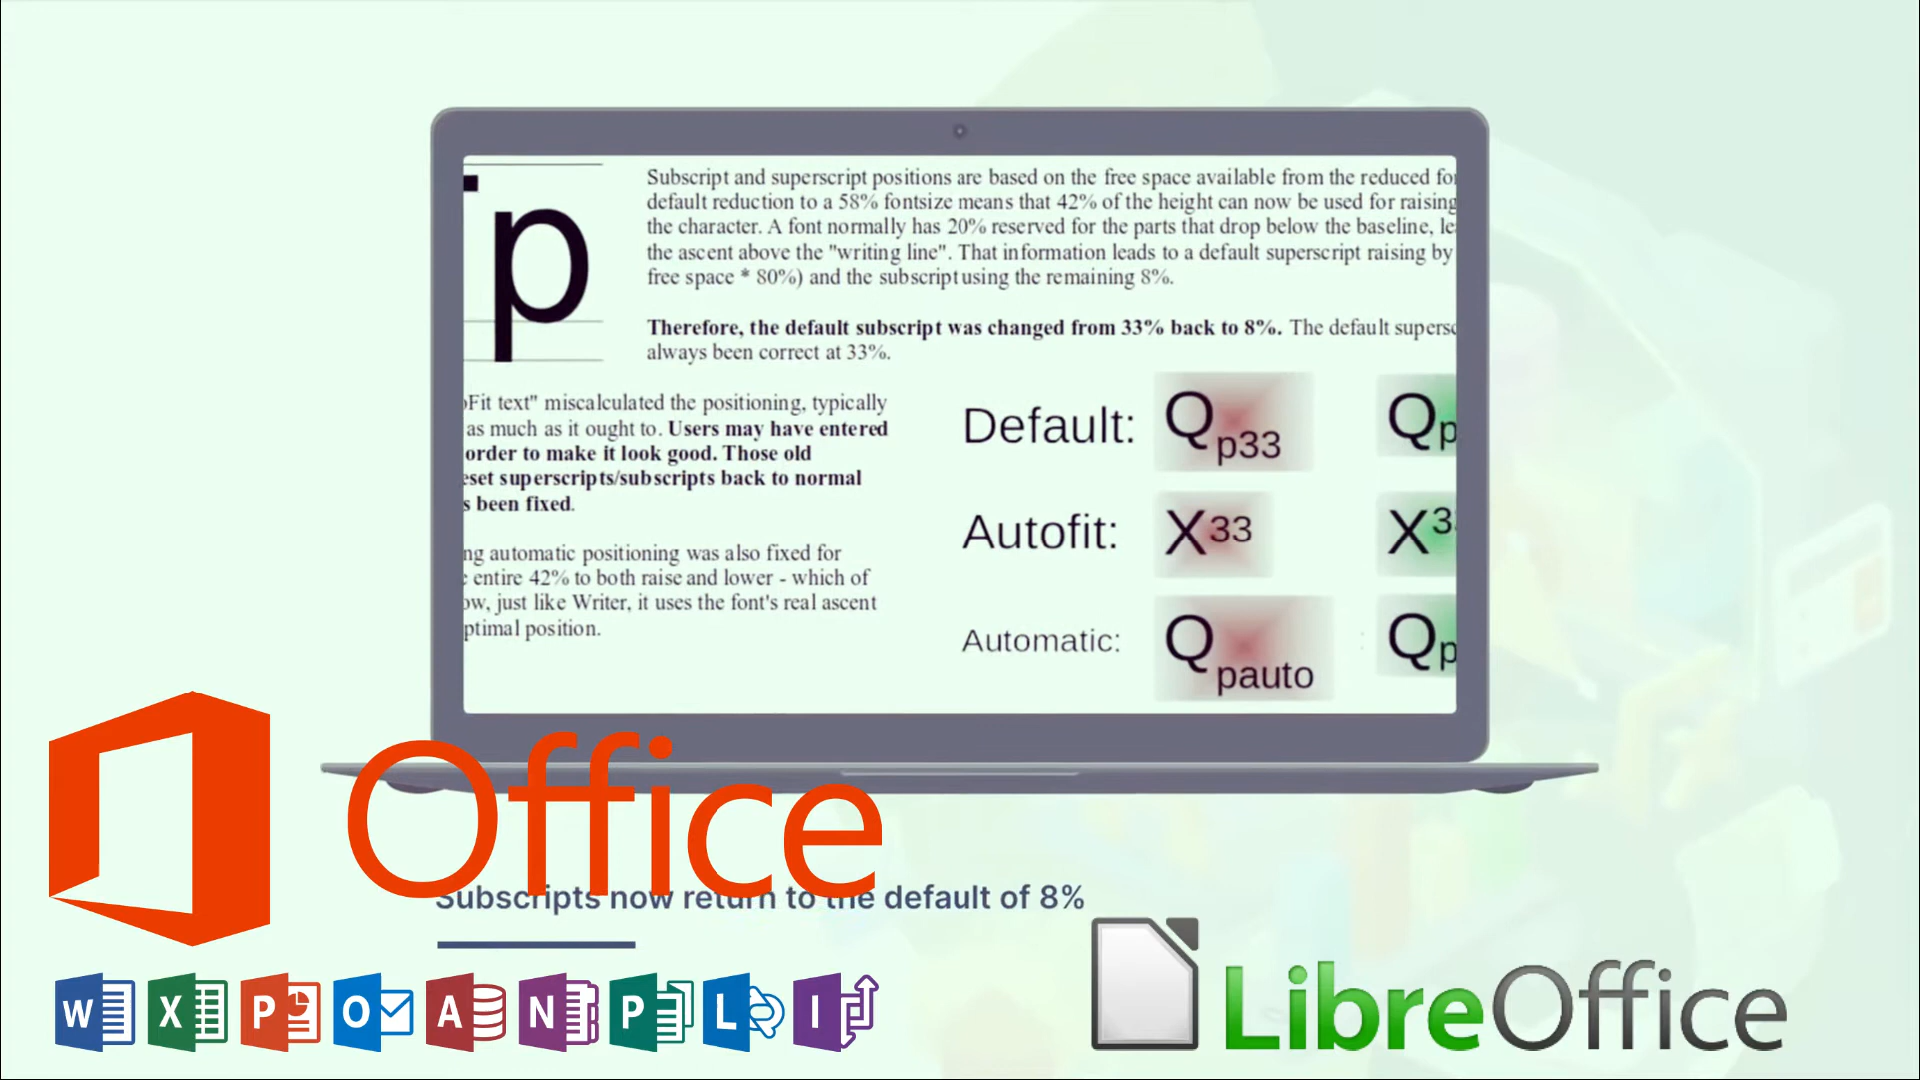 p
Subscript and superscript positions are based on the free space available from the reduced
default reduction to a 58% fontsize means that 42% of the height can now be used for raising
the character. A font normally has 20% reserved for the parts that drop below the baseline,
the ascent above the "writing line". That information leads to a default superscript raising by
free space * 80%) and the subscript using the remaining 8%.
Therefore, the default subscript was changed from 33% back to 8%. The default
always been correct at 33%.
Fit text" miscalculated the positioning, typically
as much as it ought to. Users may have entered
order to make it look good. Those old
superscripts/subscripts back to normal
been fixed.
automatic positioning was also fixed for
entire 42% to both raise and lower - which of
just like Writer, it uses the font's real ascent
position.
Default: Qp33 Qp
Autofit: X33 X3
Automatic: Qpauto Qp
Office
Subscripts now return to the default of 8%
W X P O A N P L I
LibreOffice